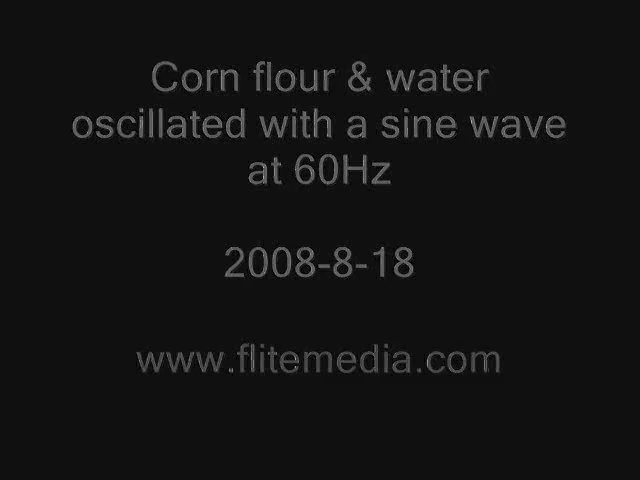 Corn flour & water
oscillated with a sine wave
at 60Hz
2008-8-18
www.flitemedia.com